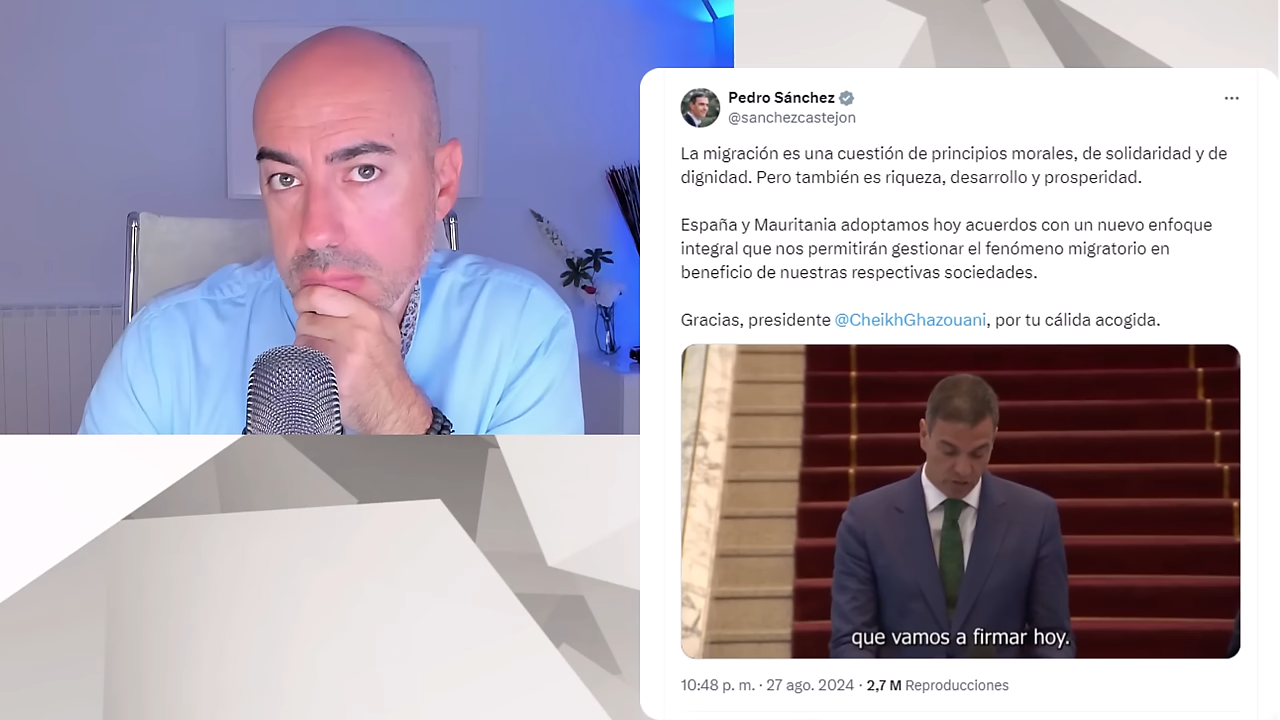 Pedro Sánchez
@sanchezcastejon
La migración es una cuestión de principios morales, de solidaridad y de
dignidad. Pero también es riqueza, desarrollo y prosperidad.
España y Mauritania adoptamos hoy acuerdos con un nuevo enfoque
integral que nos permitirán gestionar el fenómeno migratorio en
beneficio de nuestras respectivas sociedades.
Gracias, presidente @CheikhGhazouani, por tu cálida acogida.
que vamos a firmar hoy.
10:48 p. m. · 27 ago. 2024 · 2,7 M Reproducciones